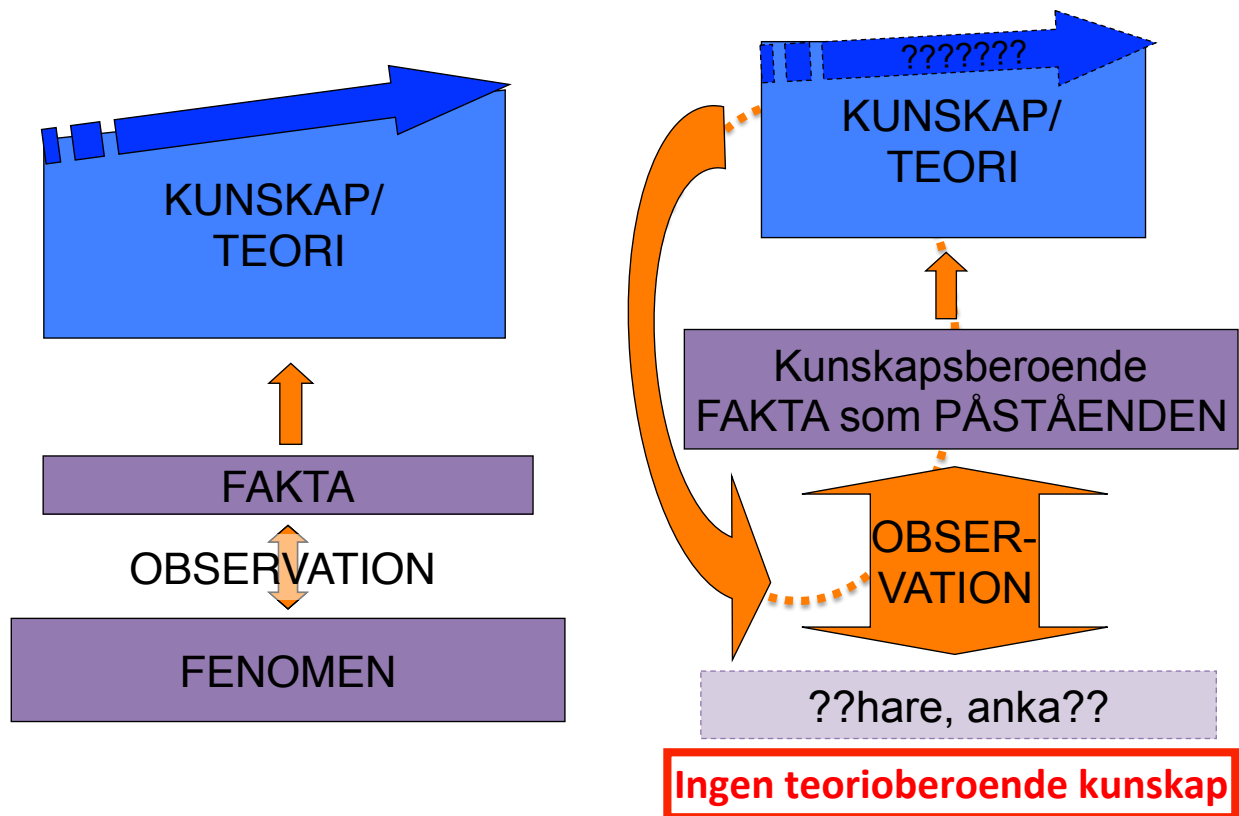 KUNSKAP/
TEORI
FAKTA
OBSERVATION
FENOMEN
???????
KUNSKAP/
TEORI
Kunskapsberoende
FAKTA som PÅSTÅENDEN
OBSER-
VATION
??hare, anka??
Ingen teorioberoende kunskap